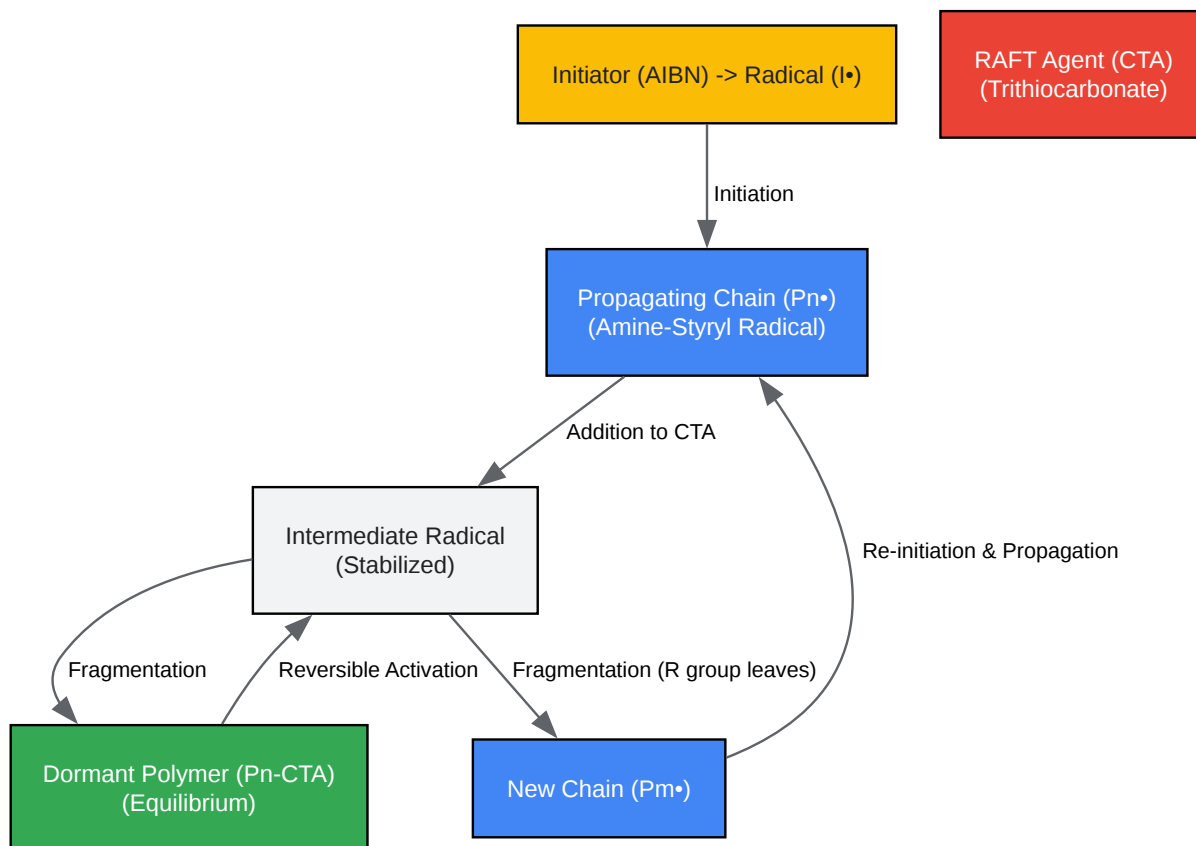 Initiator (AIBN) -> Radical (I•)
RAFT Agent (CTA)
(Trithiocarbonate)
Initiation
Propagating Chain (Pn•)
(Amine-Styryl Radical)
Addition to CTA
Intermediate Radical
(Stabilized)
Re-initiation & Propagation
Fragmentation
Reversible Activation
Fragmentation (R group leaves)
Dormant Polymer (Pn-CTA)
(Equilibrium)
New Chain (Pm•)